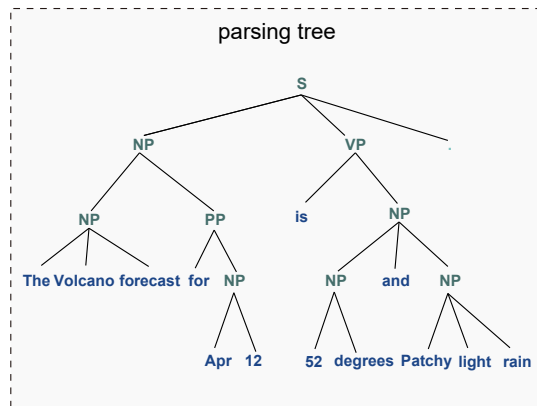 parsing tree
S
NP VP .
NP PP is NP
The Volcano forecast for NP NP and NP
Apr 12 52 degrees Patchy light rain